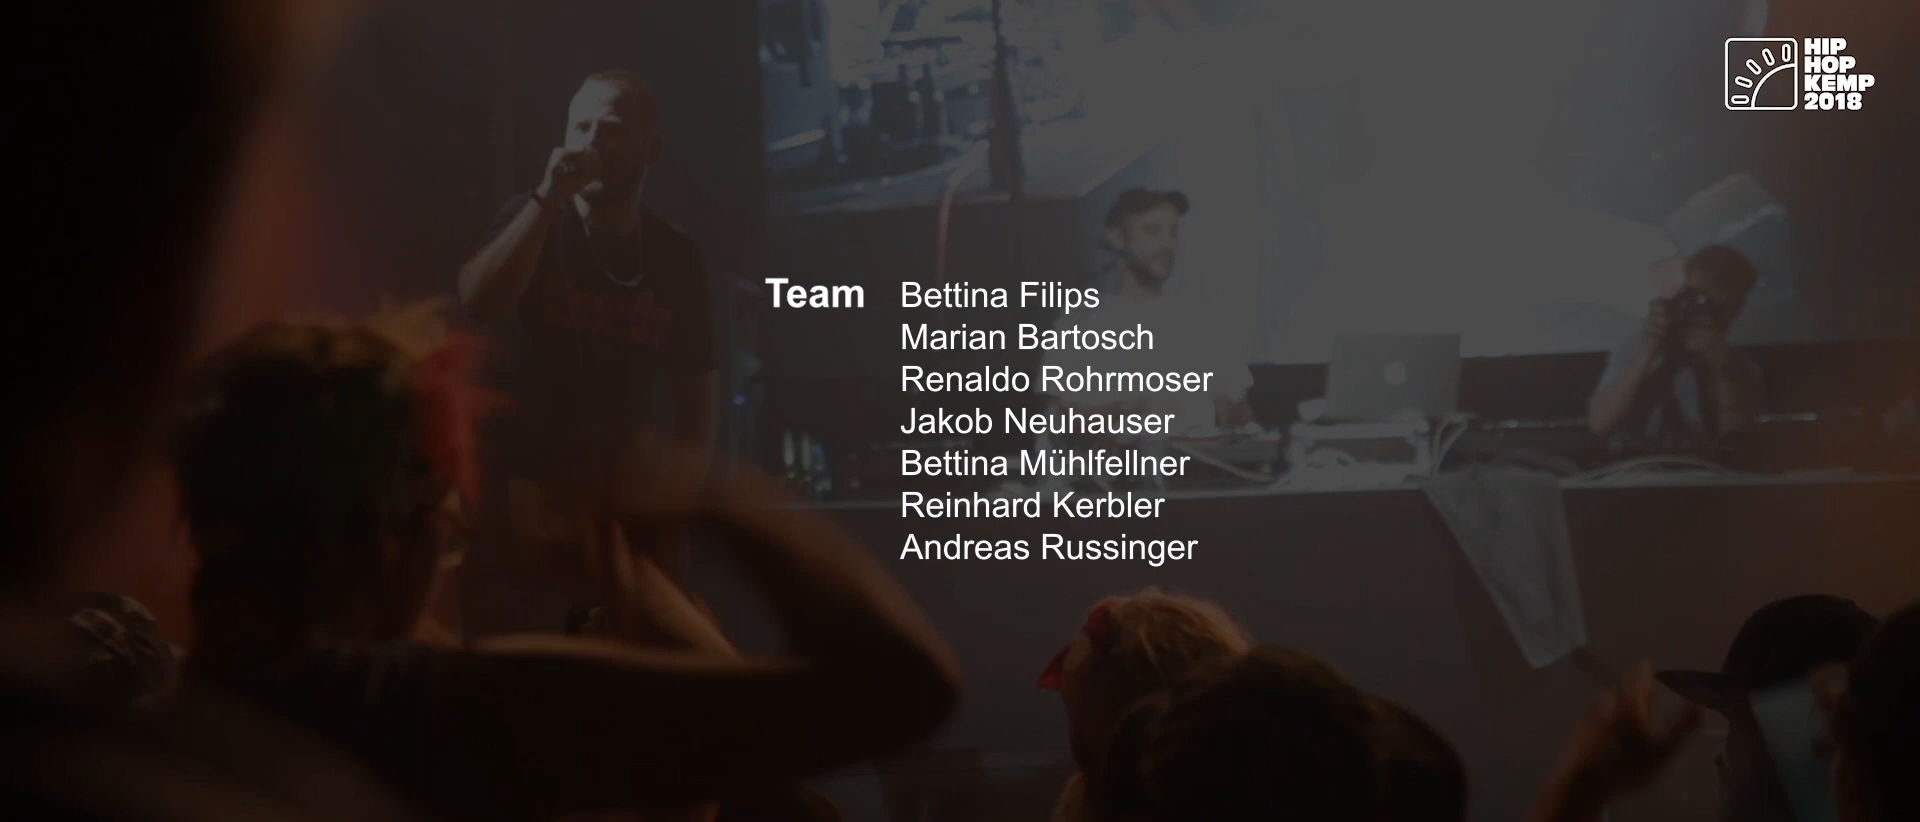 HIP
HOP
KEMP
2018
Team
Bettina Filips
Marian Bartosch
Renaldo Rohrmoser
Jakob Neuhauser
Bettina Mühlfellner
Reinhard Kerbler
Andreas Russinger